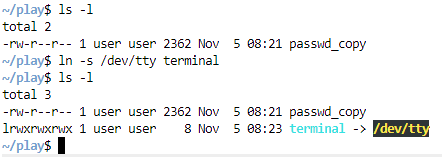 ~/play$ ls -l
total 2
-rw-r--r-- 1 user user 2362 Nov  5 08:21 passwd_copy
~/play$ ln -s /dev/tty terminal
~/play$ ls -l
total 3
-rw-r--r-- 1 user user 2362 Nov  5 08:21 passwd_copy
lrwxrwxrwx 1 user user    8 Nov  5 08:23 terminal -> /dev/tty
~/play$